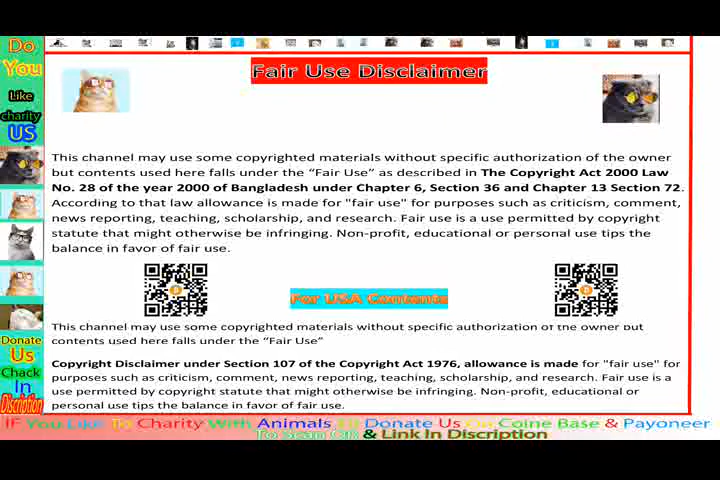 Do
You
Like
charity
US
Donate
Us
Chack
In
Discription
Fair Use Disclaimer
This channel may use some copyrighted materials without specific authorization of the owner
but contents used here falls under the “Fair Use” as described in The Copyright Act 2000 Law
No. 28 of the year 2000 of Bangladesh under Chapter 6, Section 36 and Chapter 13 Section 72.
According to that law allowance is made for "fair use" for purposes such as criticism, comment,
news reporting, teaching, scholarship, and research. Fair use is a use permitted by copyright
statute that might otherwise be infringing. Non-profit, educational or personal use tips the
balance in favor of fair use.
For USA Contents
This channel may use some copyrighted materials without specific authorization of the owner but
contents used here falls under the “Fair Use”
Copyright Disclaimer under Section 107 of the Copyright Act 1976, allowance is made for "fair use" for
purposes such as criticism, comment, news reporting, teaching, scholarship, and research. Fair use is a
use permitted by copyright statute that might otherwise be infringing. Non-profit, educational or
personal use tips the balance in favor of fair use.
IF You Like To Charity With Animals Donate Us On Coine Base & Payoneer
To Scan QR & Link In Discription